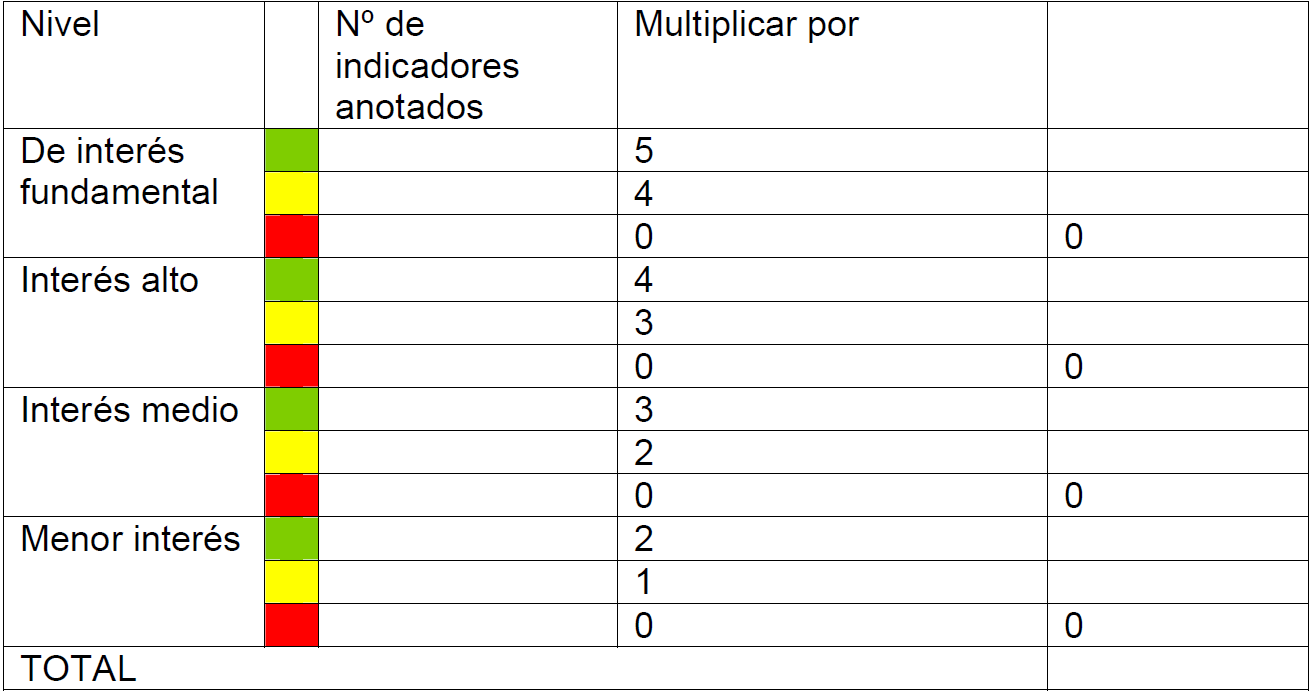 Nivel
Nº de
indicadores
anotados
Multiplicar por
De interés
fundamental
5
4
0 0
Interés alto
4
3
0 0
Interés medio
3
2
0 0
Menor interés
2
1
0 0
TOTAL